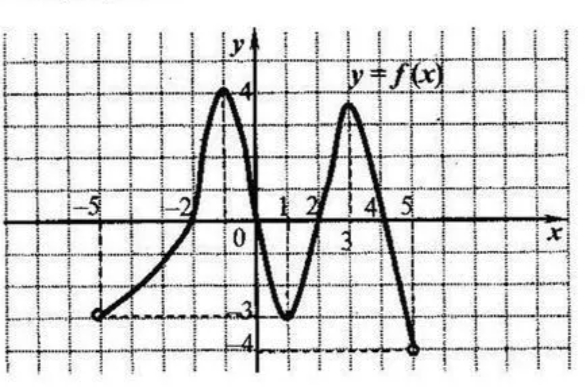 y
4
y = f(x)
–5 –2 1 2 4 5
0 3 x
–3
–4